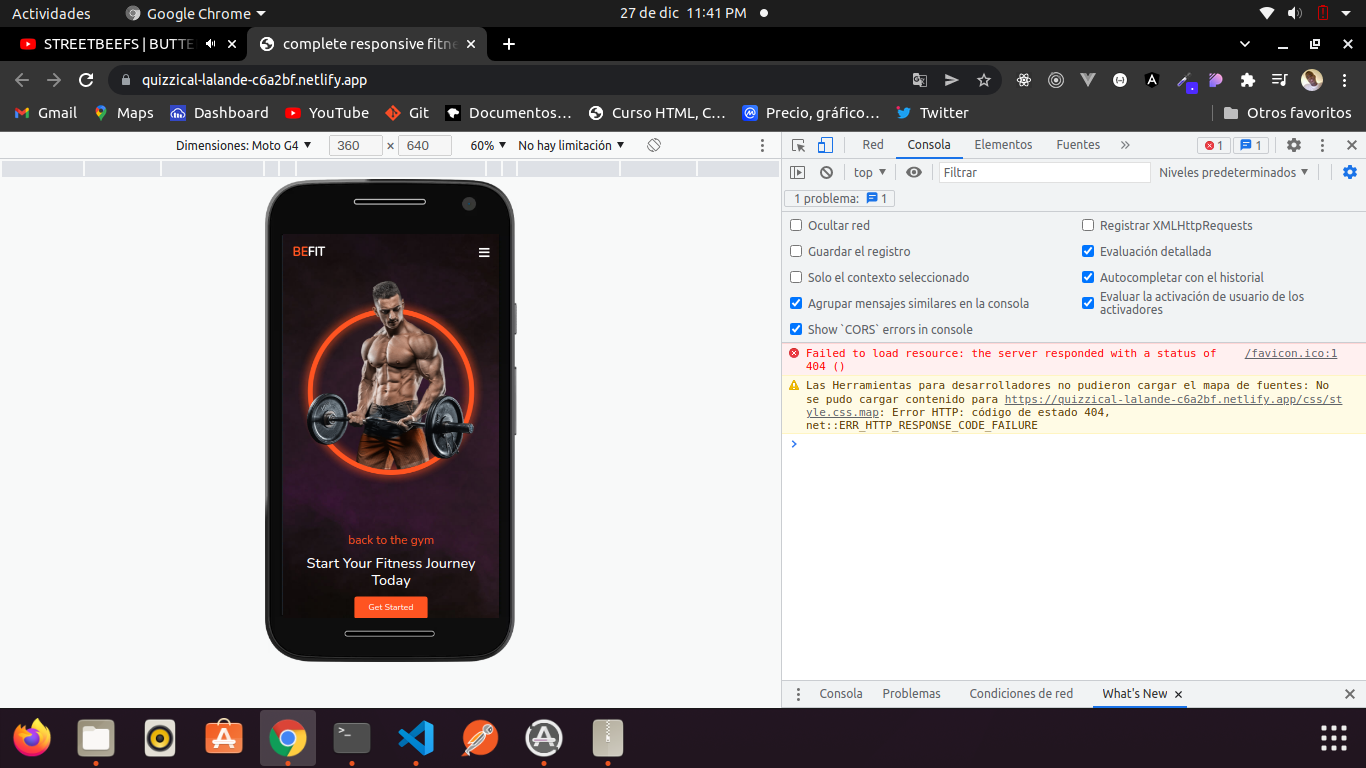 Actividades
Google Chrome
27 de dic 11:41 PM
STREETBEEFS | BUTTE
complete responsive fitne
quizzical-lalande-c6a2bf.netlify.app
Gmail
Maps
Dashboard
YouTube
Git
Documentos...
Curso HTML, C...
Precio, gráfico...
Twitter
Otros favoritos
Dimensiones: Moto G4
360 × 640
60%
No hay limitación
Red
Consola
Elementos
Fuentes
1
1
top
Filtrar
Niveles predeterminados
1 problema: 1
Ocultar red
Registrar XMLHttpRequests
Guardar el registro
Evaluación detallada
Solo el contexto seleccionado
Autocompletar con el historial
Agrupar mensajes similares en la consola
Evaluar la activación de usuario de los
activadores
Show `CORS` errors in console
Failed to load resource: the server responded with a status of /favicon.ico:1
404 ()
Las Herramientas para desarrolladores no pudieron cargar el mapa de fuentes: No
se pudo cargar contenido para https://quizzical-lalande-c6a2bf.netlify.app/css/st
yle.css.map: Error HTTP: código de estado 404,
net::ERR_HTTP_RESPONSE_CODE_FAILURE
BEFIT
back to the gym
Start Your Fitness Journey
Today
Get Started
Consola
Problemas
Condiciones de red
What's New